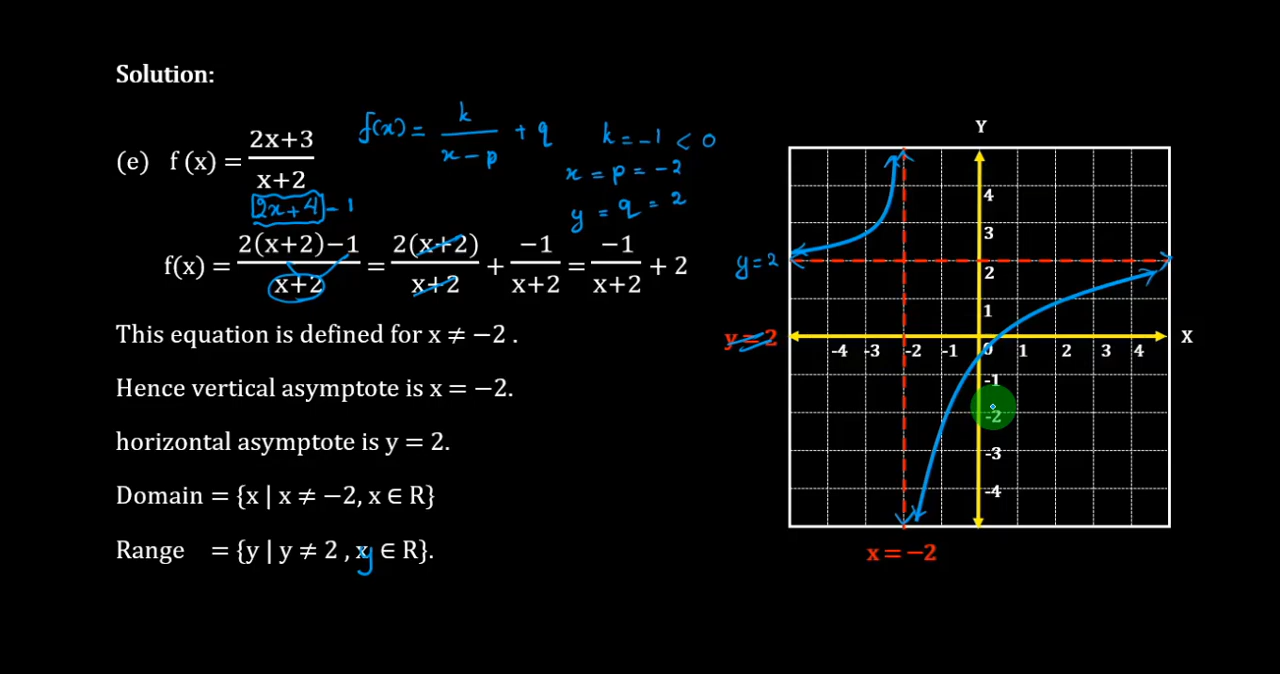 Solution:
(e) f (x) = 2x+3 / x+2
f(x) = k / x − p + q
k = −1 < 0
x = p = −2
y = q = 2
2x+4 −1
f(x) = 2(x+2)−1 / x+2 = 2(x+2) / x+2 + −1 / x+2 = −1 / x+2 + 2
This equation is defined for x ≠ −2 .
Hence vertical asymptote is x = −2.
horizontal asymptote is y = 2.
Domain = {x | x ≠ −2, x ∈ R}
Range = {y | y ≠ 2 , x y ∈ R}.
Y
4
3
y = 2
2
1
y = 2
-4 -3 -2 -1 0 1 2 3 4
X
-1
-2
-3
-4
x = −2